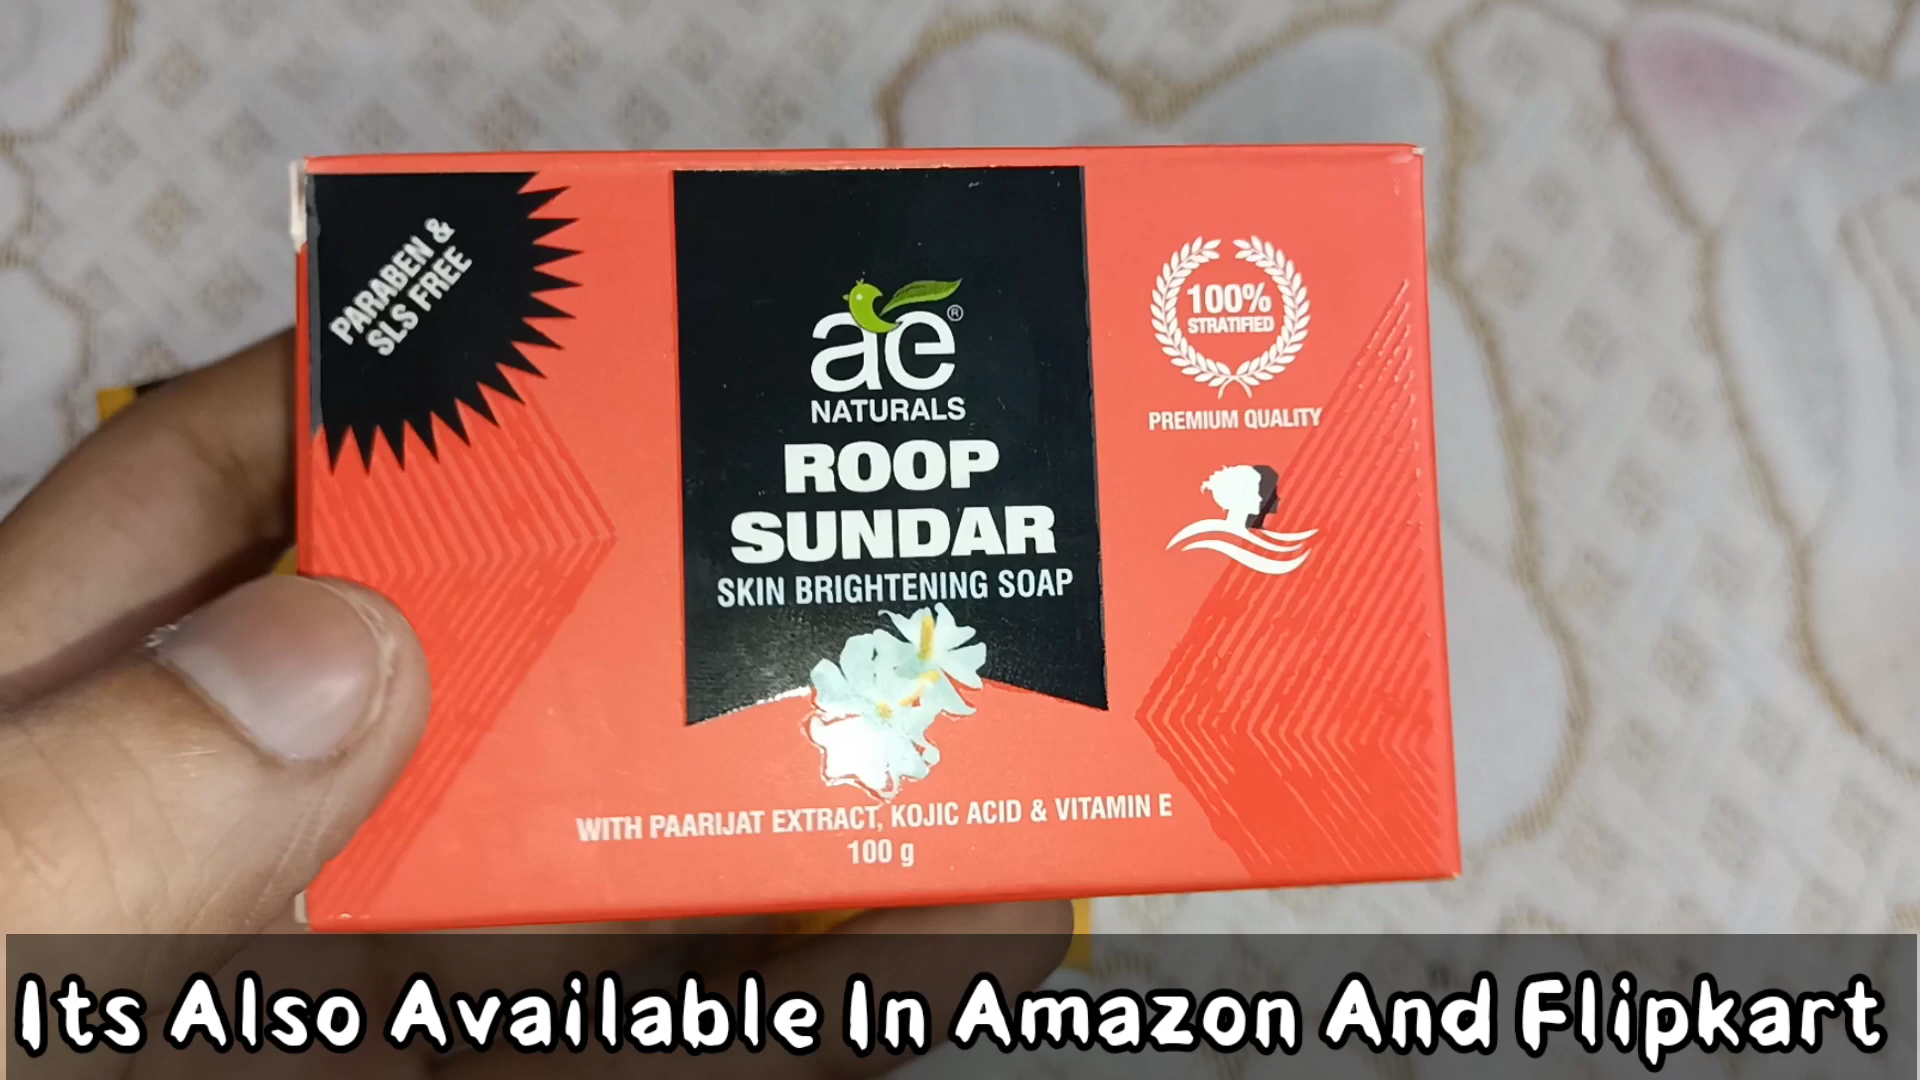 PARABEN &
SLS FREE
ae®
NATURALS
ROOP
SUNDAR
SKIN BRIGHTENING SOAP
100%
STRATIFIED
PREMIUM QUALITY
WITH PAARIJAT EXTRACT, KOJIC ACID & VITAMIN E
100 g
Its Also Available In Amazon And Flipkart